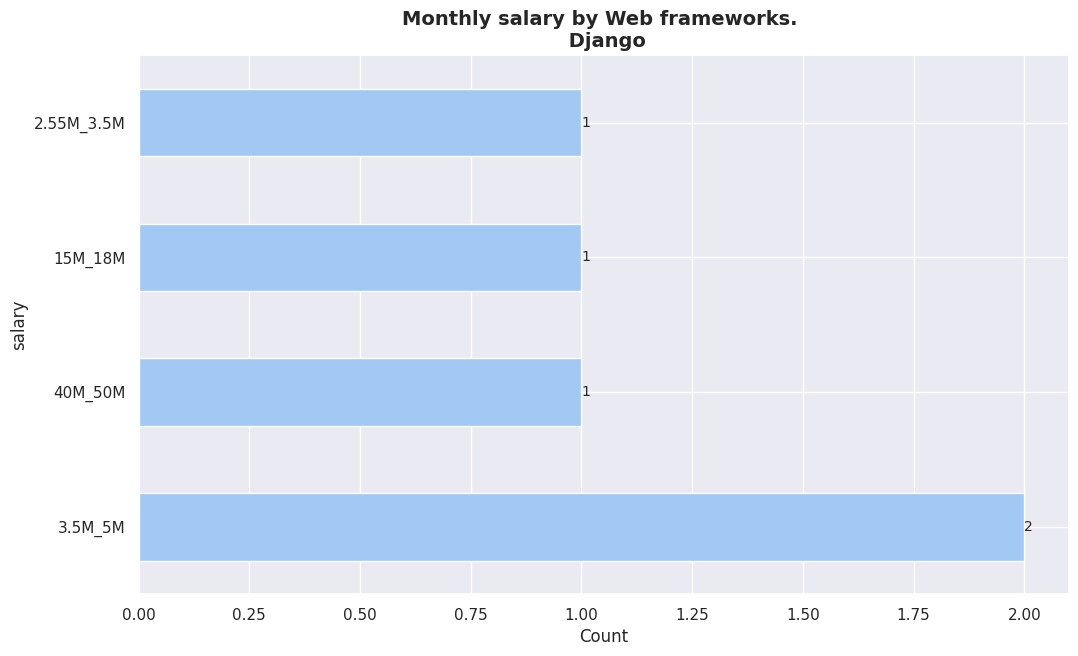 Monthly salary by Web frameworks.
Django
salary
2.55M_3.5M
1
15M_18M
1
40M_50M
1
3.5M_5M
2
0.00 0.25 0.50 0.75 1.00 1.25 1.50 1.75 2.00
Count